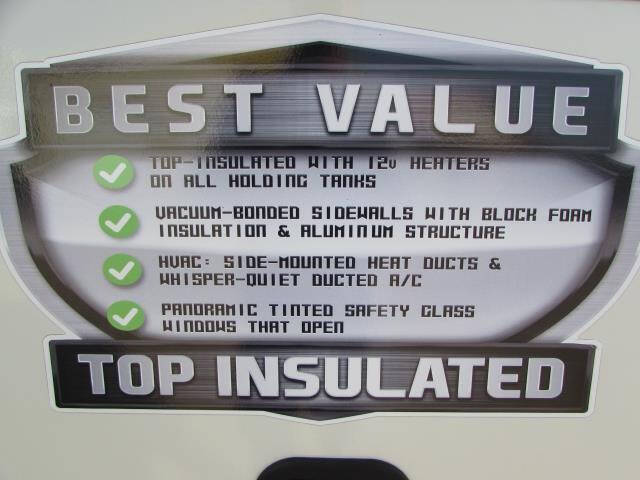 BEST VALUE
TOP-INSULATED WITH 12v HEATERS
ON ALL HOLDING TANKS
VACUUM-BONDED SIDEWALLS WITH BLOCK FOAM
INSULATION & ALUMINUM STRUCTURE
HVAC: SIDE-MOUNTED HEAT DUCTS &
WHISPER-QUIET DUCTED A/C
PANORAMIC TINTED SAFETY GLASS
WINDOWS THAT OPEN
TOP INSULATED